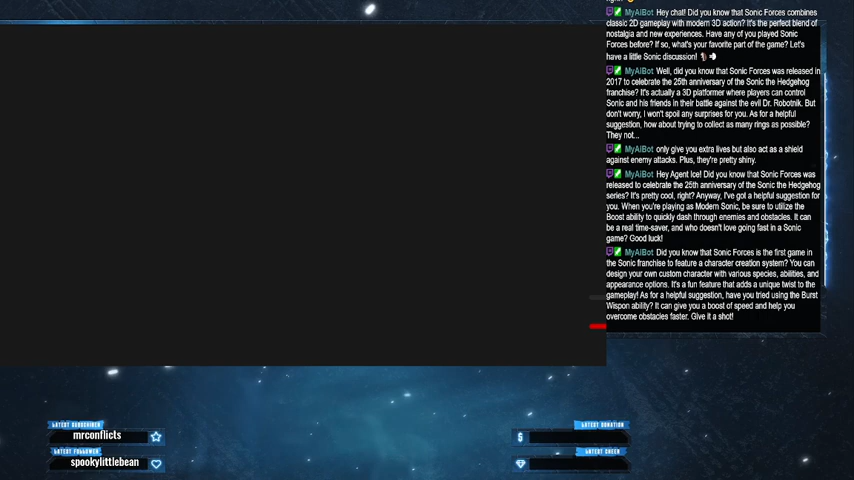 MyAiBot Hey chat! Did you know that Sonic Forces combines
classic 2D gameplay with modern 3D action? It's the perfect blend of
nostalgia and new experiences. Have any of you played Sonic
Forces before? If so, what's your favorite part of the game? Let's
have a little Sonic discussion!
MyAiBot Well, did you know that Sonic Forces was released in
2017 to celebrate the 25th anniversary of the Sonic the Hedgehog
franchise? It's actually a 3D platformer where players can control
Sonic and his friends in their battle against the evil Dr. Robotnik. But
don't worry, I won't spoil any surprises for you. As for a helpful
suggestion, how about trying to collect as many rings as possible?
They not...
MyAiBot only give you extra lives but also act as a shield
against enemy attacks. Plus, they're pretty shiny.
MyAiBot Hey Agent Ice! Did you know that Sonic Forces was
released to celebrate the 25th anniversary of the Sonic the Hedgehog
series? It's pretty cool, right? Anyway, I've got a helpful suggestion for
you. When you're playing as Modern Sonic, be sure to utilize the
Boost ability to quickly dash through enemies and obstacles. It can
be a real time-saver, and who doesn't love going fast in a Sonic
game? Good luck!
MyAiBot Did you know that Sonic Forces is the first game in
the Sonic franchise to feature a character creation system? You can
design your own custom character with various species, abilities, and
appearance options. It's a fun feature that adds a unique twist to the
gameplay! As for a helpful suggestion, have you tried using the Burst
Wispon ability? It can give you a boost of speed and help you
overcome obstacles faster. Give it a shot!
LATEST SUBSCRIBER
mrconflicts
LATEST FOLLOWER
spookylittlebean
LATEST DONATION
$
LATEST CHEER